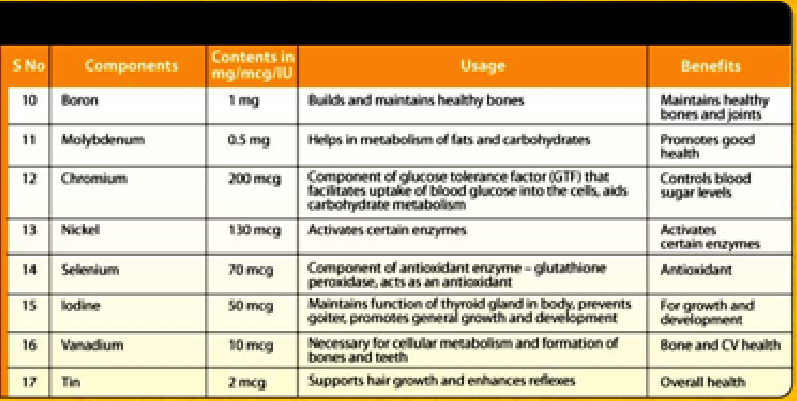 S No Components Contents in mg/mcg/IU Usage Benefits
10 Boron 1 mg Builds and maintains healthy bones Maintains healthy
bones and joints
11 Molybdenum 0.5 mg Helps in metabolism of fats and carbohydrates Promotes good
health
12 Chromium 200 mcg Component of glucose tolerance factor (GTF) that Controls blood
facilitates uptake of blood glucose into the cells, aids sugar levels
carbohydrate metabolism
13 Nickel 130 mcg Activates certain enzymes Activates
certain enzymes
14 Selenium 70 mcg Component of antioxidant enzyme – glutathione Antioxidant
peroxidase, acts as an antioxidant
15 Iodine 50 mcg Maintains function of thyroid gland in body, prevents For growth and
goiter, promotes general growth and development development
16 Vanadium 10 mcg Necessary for cellular metabolism and formation of Bone and CV health
bones and teeth
17 Tin 2 mcg Supports hair growth and enhances reflexes Overall health